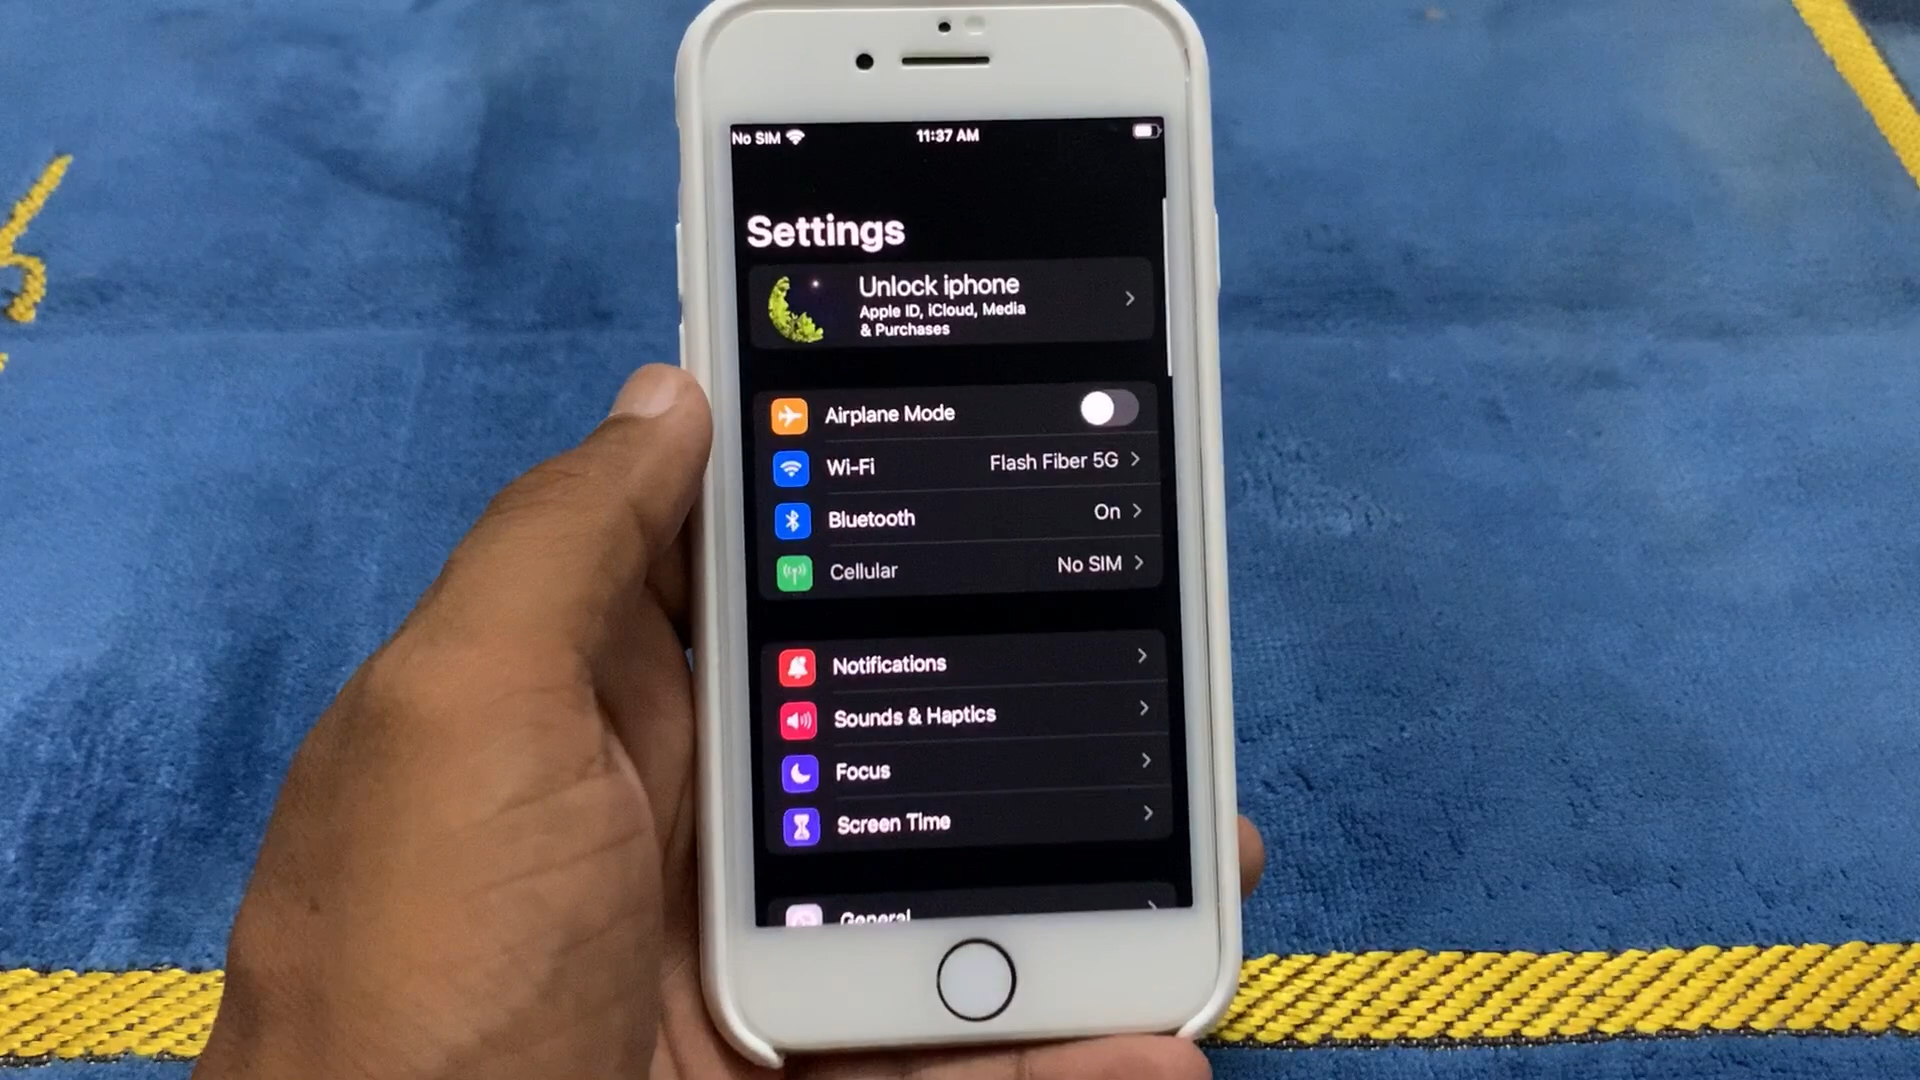 No SIM 11:37 AM
Settings
Unlock iphone
Apple ID, iCloud, Media
& Purchases
Airplane Mode
Wi-Fi Flash Fiber 5G
Bluetooth On
Cellular No SIM
Notifications
Sounds & Haptics
Focus
Screen Time
General